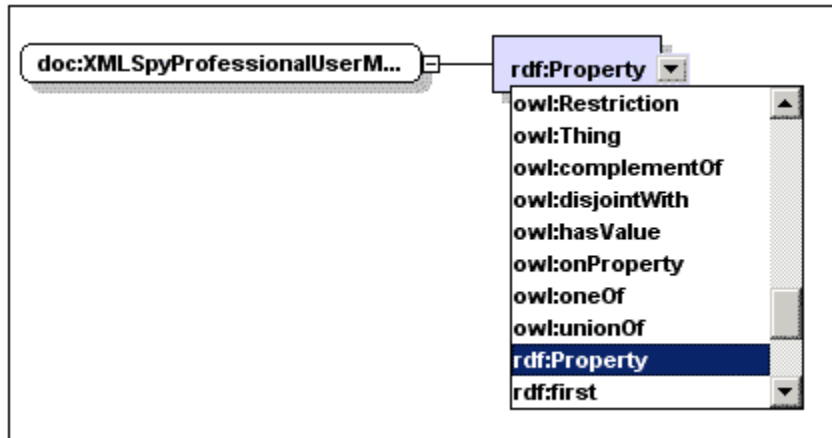 doc:XMLSpyProfessionalUserM...
rdf:Property
owl:Restriction
owl:Thing
owl:complementOf
owl:disjointWith
owl:hasValue
owl:onProperty
owl:oneOf
owl:unionOf
rdf:Property
rdf:first